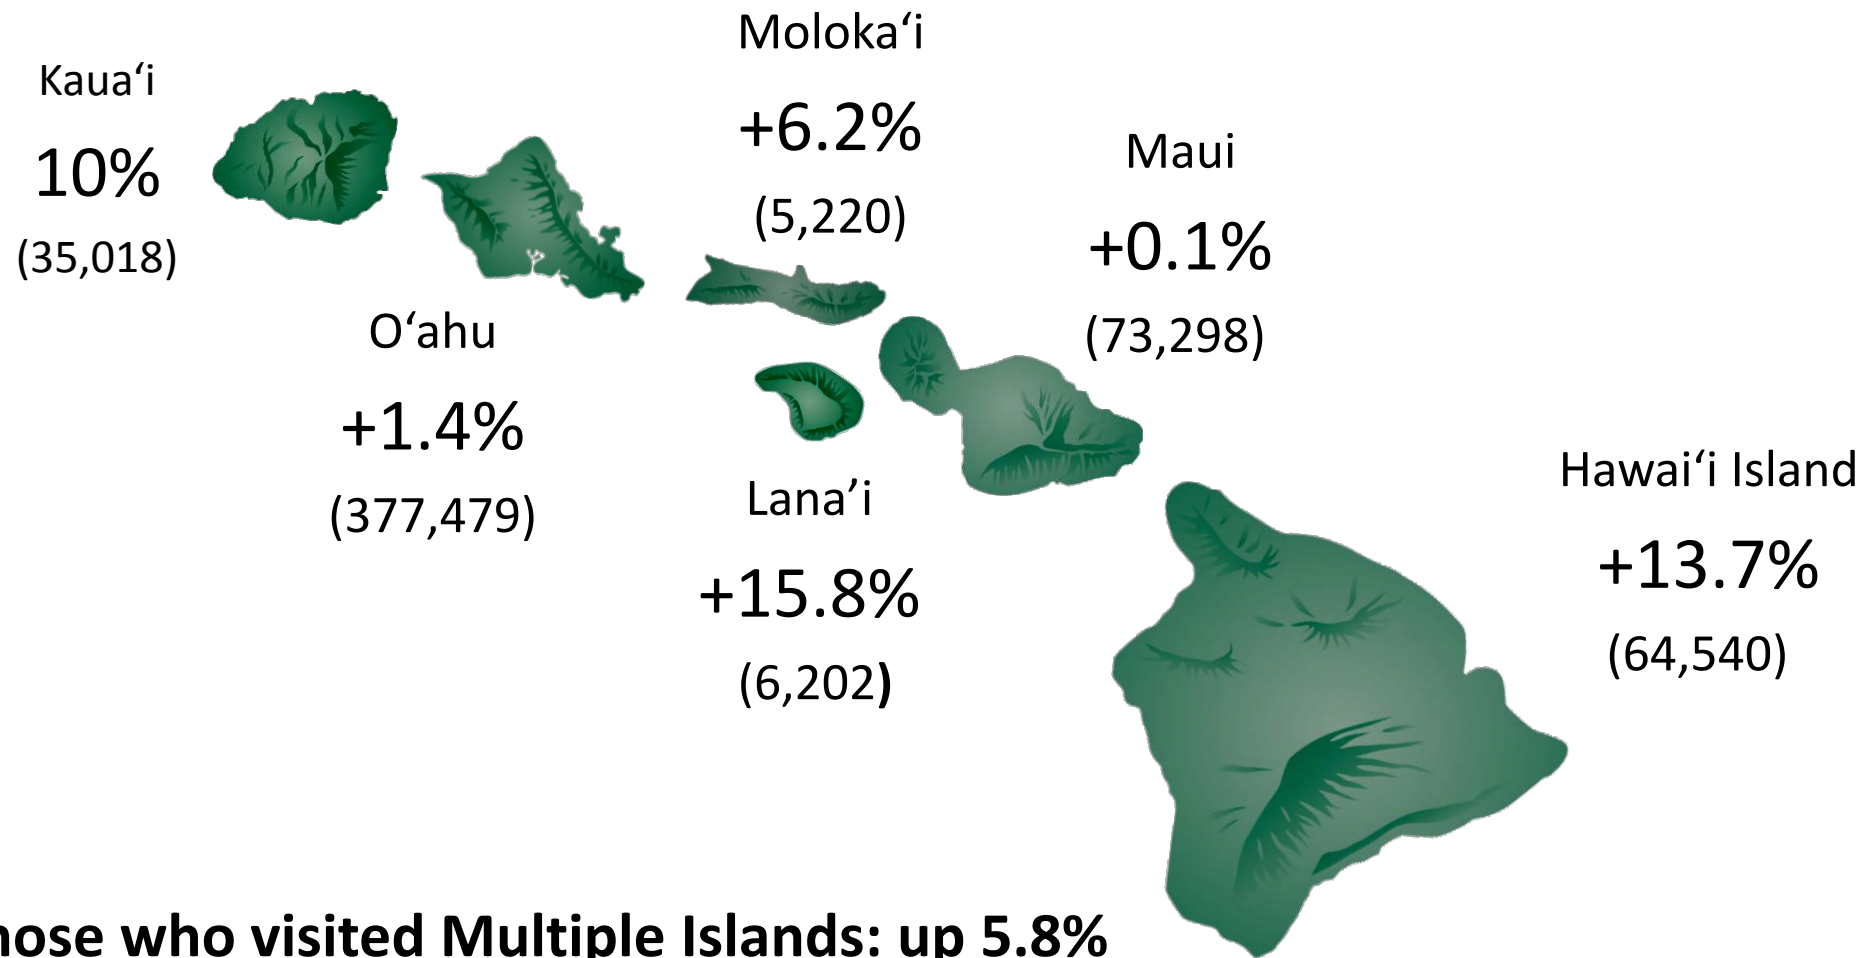 Kaua‘i
10%
(35,018)
O‘ahu
+1.4%
(377,479)
Moloka‘i
+6.2%
(5,220)
Lana’i
+15.8%
(6,202)
Maui
+0.1%
(73,298)
Hawai‘i Island
+13.7%
(64,540)
who visited Multiple Islands: up 5.8%